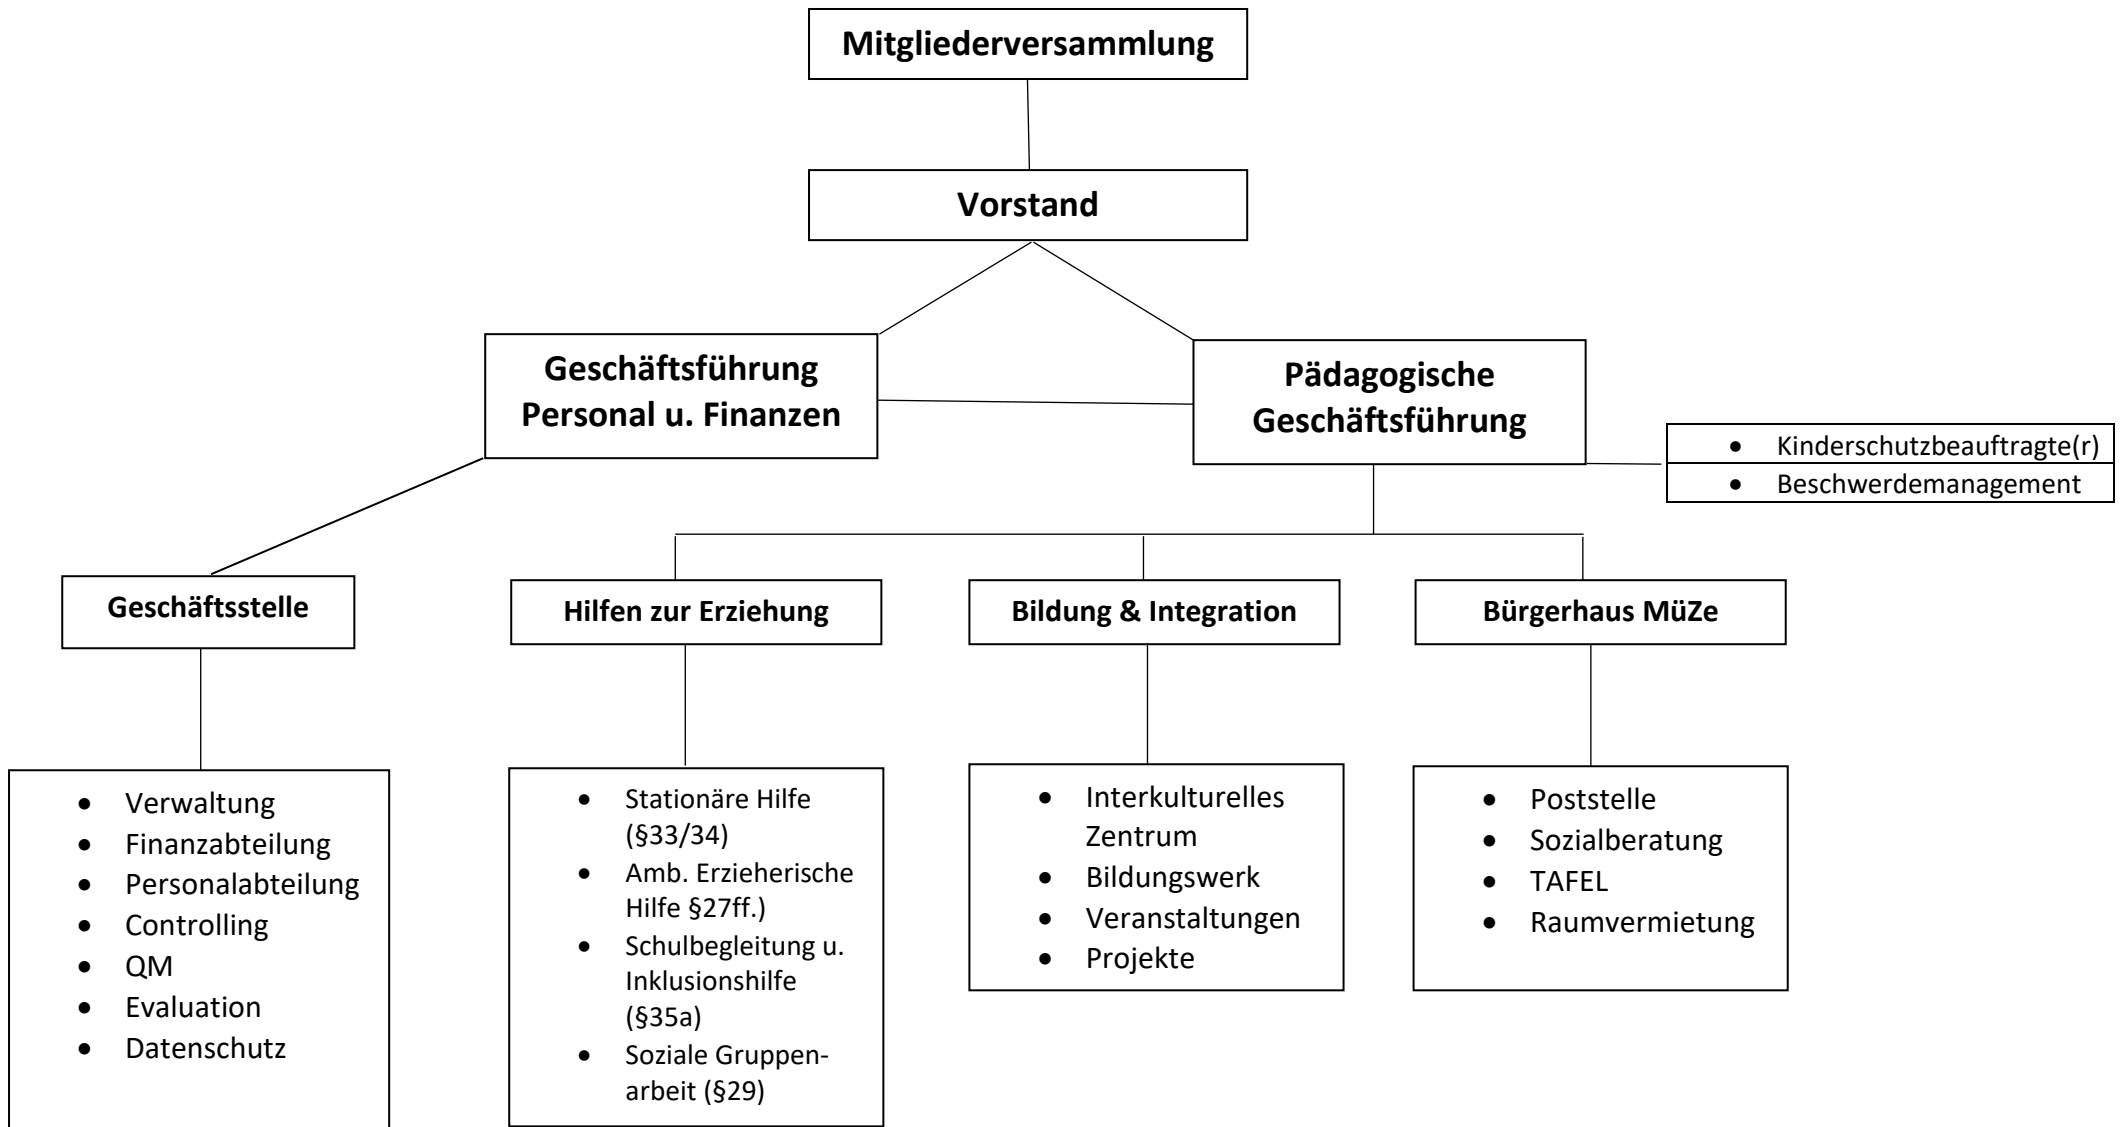 Mitgliederversammlung
Vorstand
Geschäftsführung
Personal u. Finanzen
Pädagogische
Geschäftsführung
• Kinderschutzbeauftragte(r)
• Beschwerdemanagement
Geschäftsstelle
Hilfen zur Erziehung
Bildung & Integration
Bürgerhaus MüZe
• Verwaltung
• Finanzabteilung
• Personalabteilung
• Controlling
• QM
• Evaluation
• Datenschutz
• Stationäre Hilfe
(§33/34)
• Amb. Erzieherische
Hilfe §27ff.)
• Schulbegleitung u.
Inklusionshilfe
(§35a)
• Soziale Gruppen-
arbeit (§29)
• Interkulturelles
Zentrum
• Bildungswerk
• Veranstaltungen
• Projekte
• Poststelle
• Sozialberatung
• TAFEL
• Raumvermietung